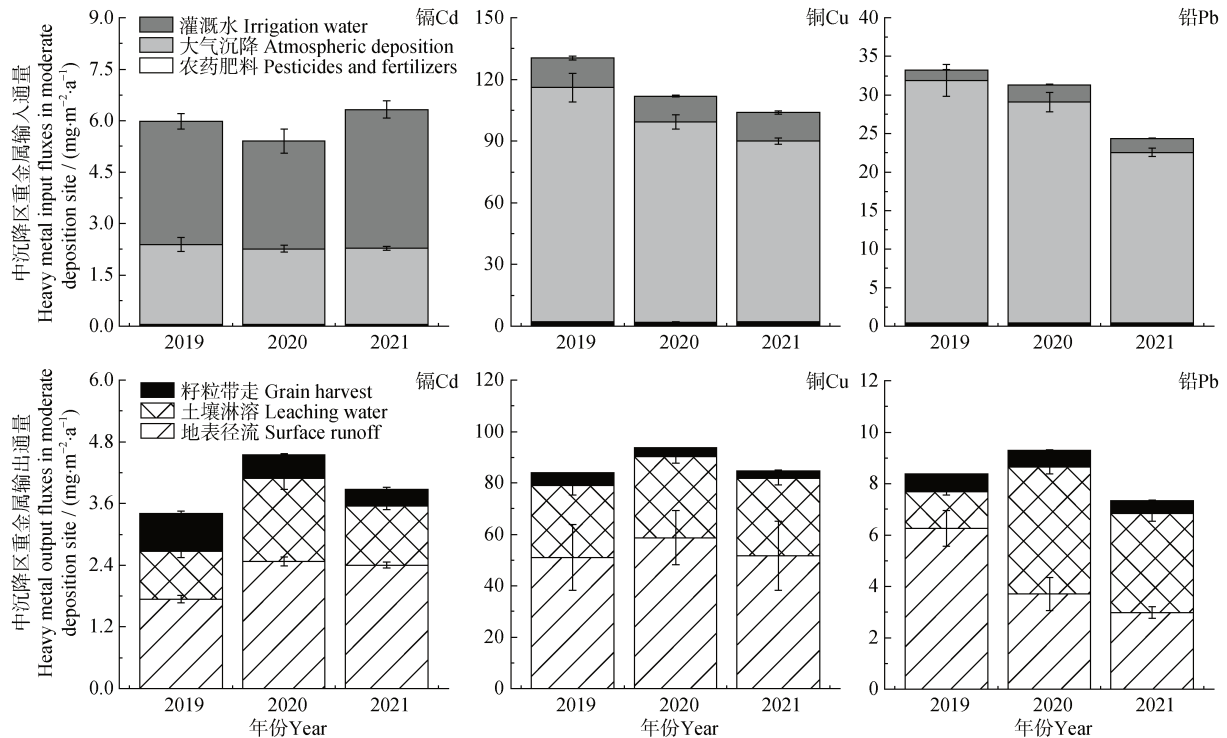 镉Cd
灌溉水 Irrigation water
大气沉降 Atmospheric deposition
农药肥料 Pesticides and fertilizers
中沉降区重金属输入通量
Heavy metal input fluxes in moderate
deposition site / (mg·m⁻²·a⁻¹)
9.0
7.5
6.0
4.5
3.0
1.5
0.0
2019 2020 2021
铜Cu
150
120
90
60
30
0
2019 2020 2021
铅Pb
40
35
30
25
20
15
10
5
0
2019 2020 2021
镉Cd
籽粒带走 Grain harvest
土壤淋溶 Leaching water
地表径流 Surface runoff
中沉降区重金属输出通量
Heavy metal output fluxes in moderate
deposition site / (mg·m⁻²·a⁻¹)
6.0
4.8
3.6
2.4
1.2
0.0
2019 2020 2021
年份Year
铜Cu
120
100
80
60
40
20
0
2019 2020 2021
年份Year
铅Pb
12
10
8
6
4
2
0
2019 2020 2021
年份Year